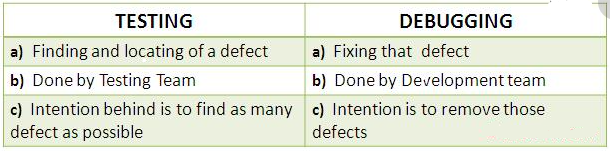 TESTING
DEBUGGING
a) Finding and locating of a defect
a) Fixing that defect
b) Done by Testing Team
b) Done by Development team
c) Intention behind is to find as many
defect as possible
c) Intention is to remove those
defects